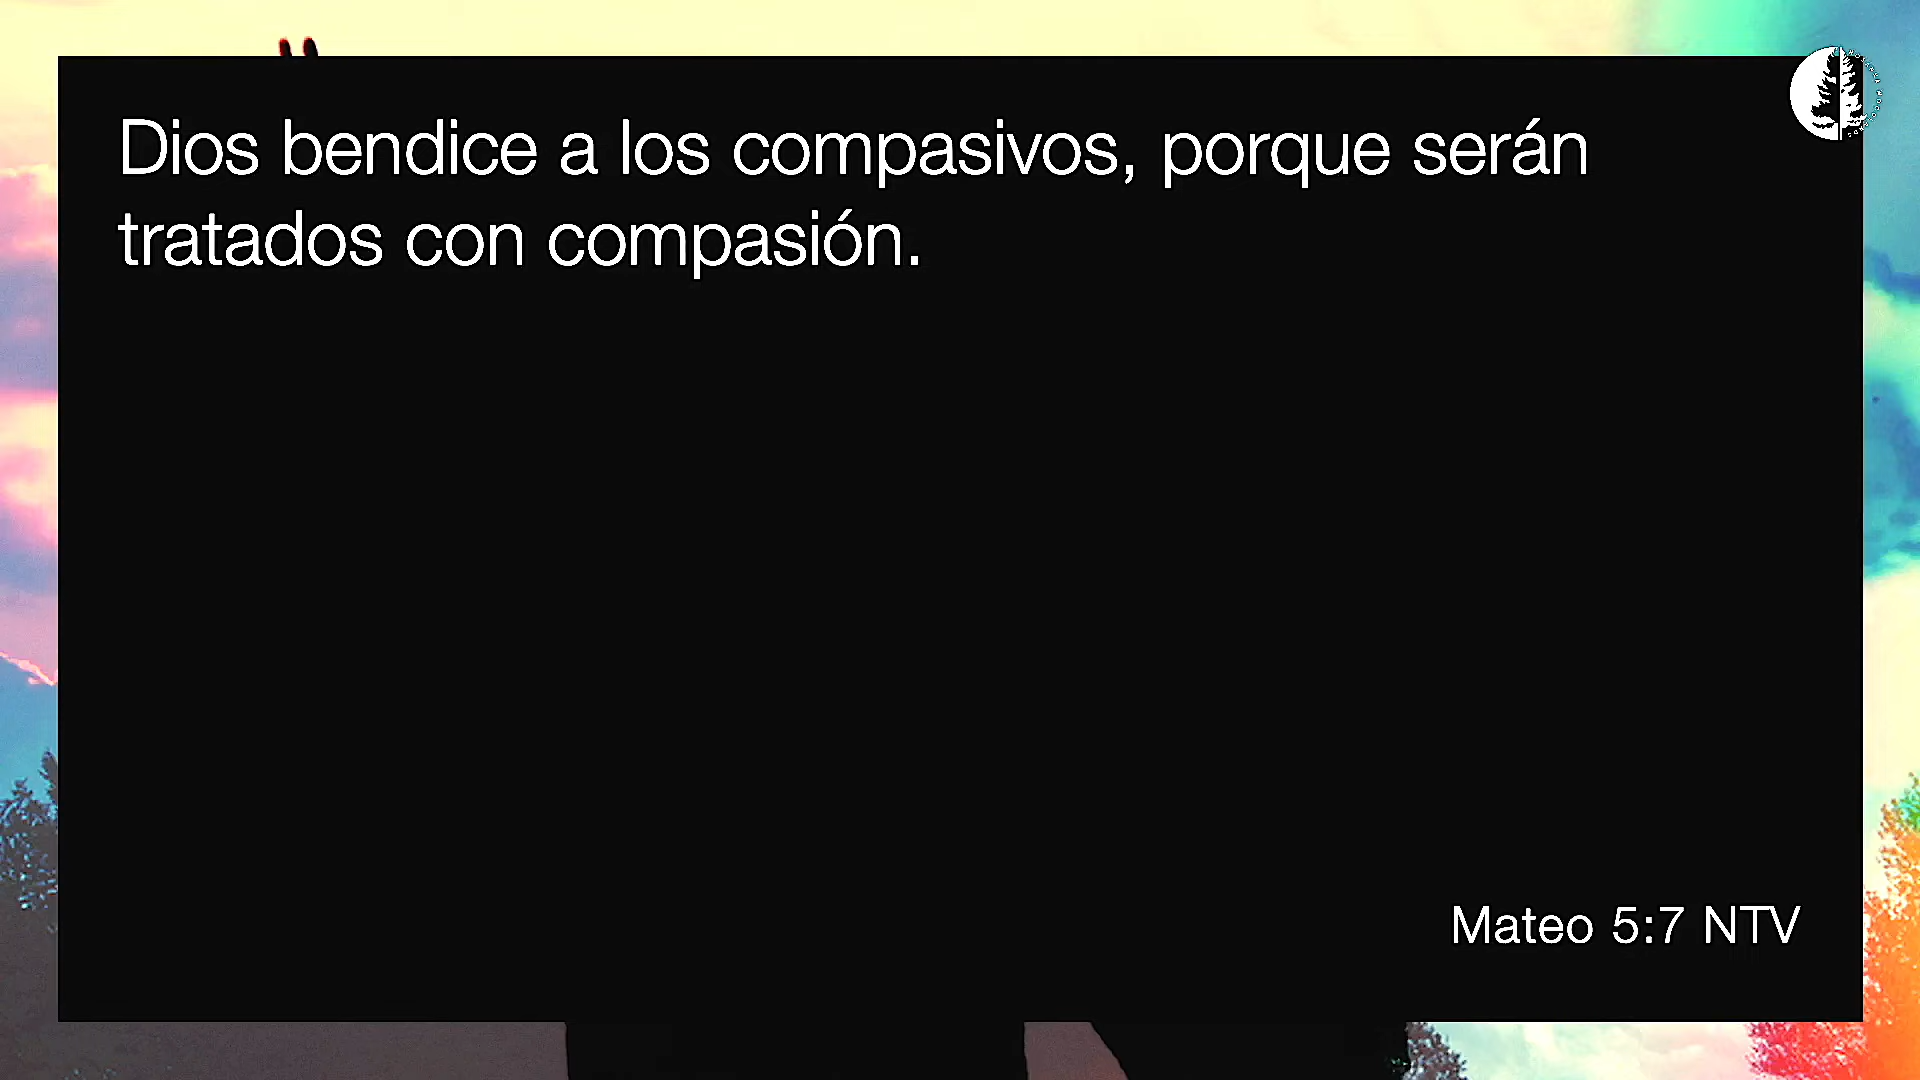 Dios bendice a los compasivos, porque serán
tratados con compasión.
Mateo 5:7 NTV